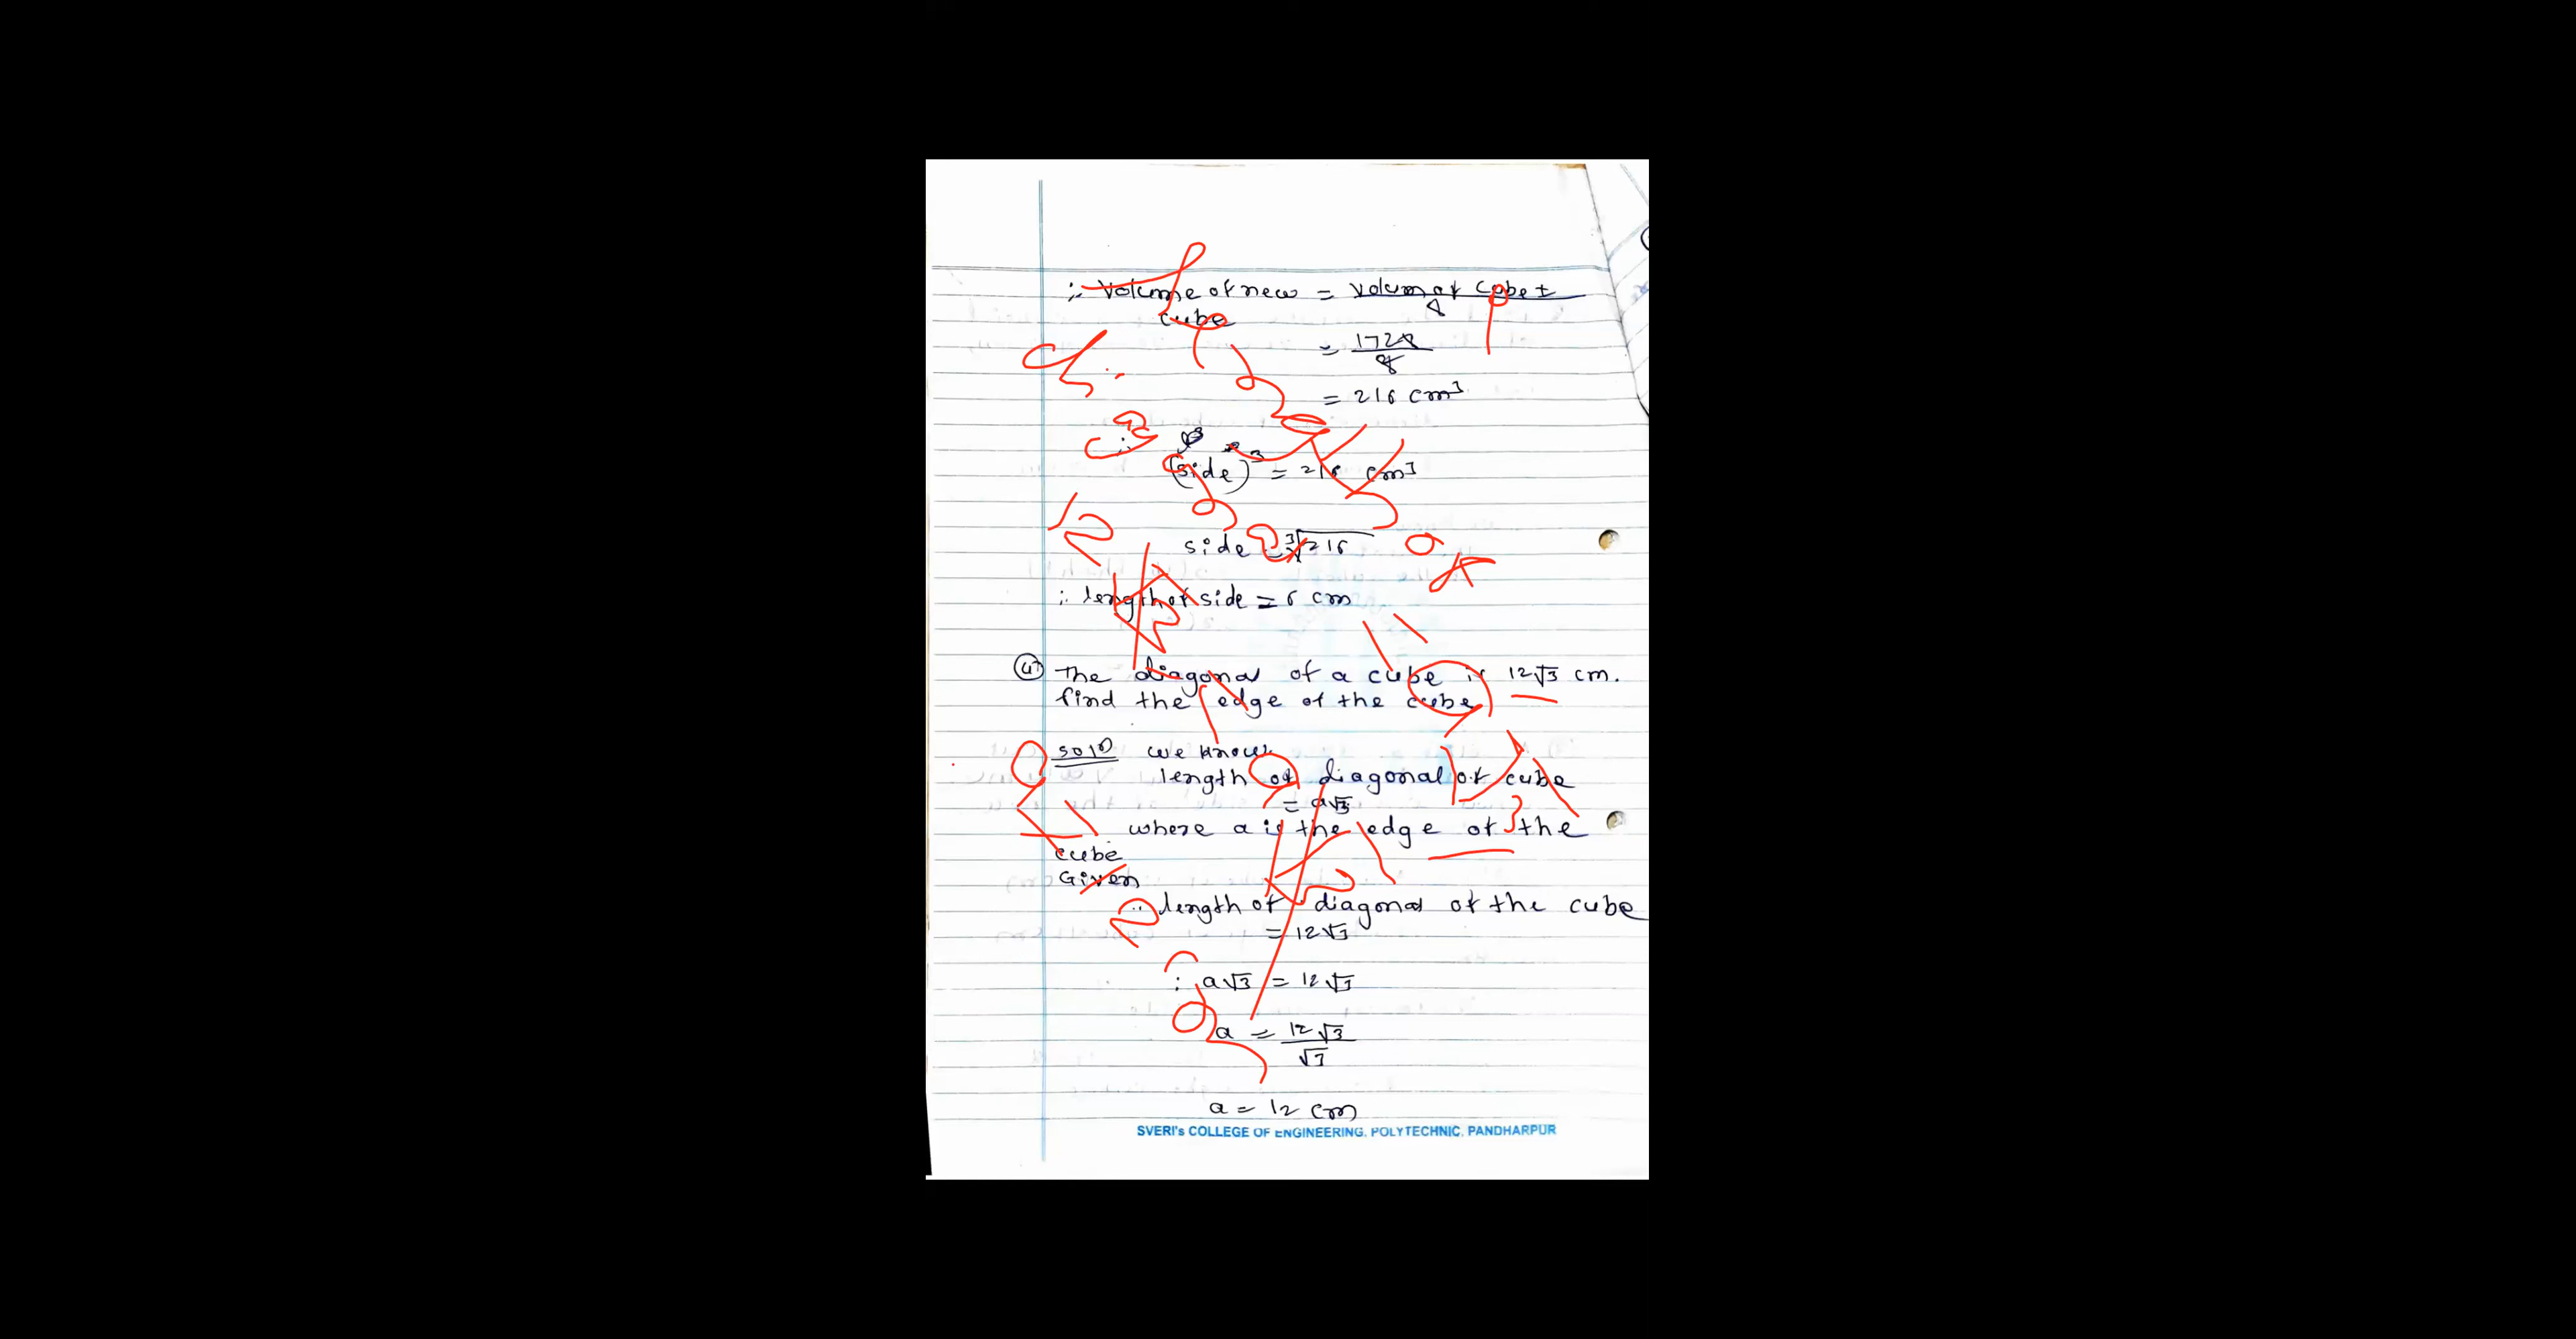 ∴ Volume of new = Volum of Cube I
cube 8
= 1728
8
= 216 cm³
(side)³ = 216 cm³
side = ³√216
∴ length of side = 6 cm
④ The diagonal of a cube is 12√3 cm.
find the edge of the cube
soln we know
length of diagonal of cube
= a√3
where a is the edge of the
cube
Given
∴ length of diagonal of the cube
= 12√3
∴ a√3 = 12√3
a = 12√3
√3
a = 12 cm
SVERI's COLLEGE OF ENGINEERING. POLYTECHNIC. PANDHARPUR